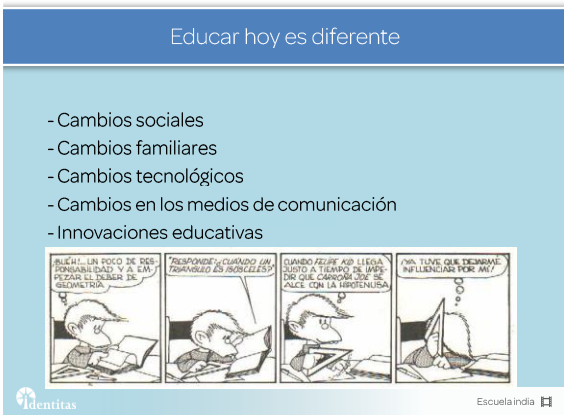 Educar hoy es diferente
- Cambios sociales
- Cambios familiares
- Cambios tecnológicos
- Cambios en los medios de comunicación
- Innovaciones educativas
¡BUEH!... UN POCO DE RES-
PONSABILIDAD Y A EM-
PEZAR EL DEBER DE
GEOMETRÍA
"RESPONDE: ¿CUÁNDO UN
TRIÁNGULO ES ISÓSCELES?"
CUANDO FELIPE KID LLEGA
JUSTO A TIEMPO DE IMPE-
DIR QUE CARROÑA JOE SE
ALCE CON LA HIPOTENUSA
¡YA TUVE QUE DEJARME
INFLUENCIAR POR MÍ!
identitas
Escuela india